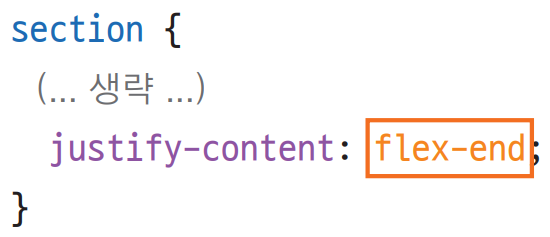 section {
(... 생략 ...)
justify-content: flex-end;
}